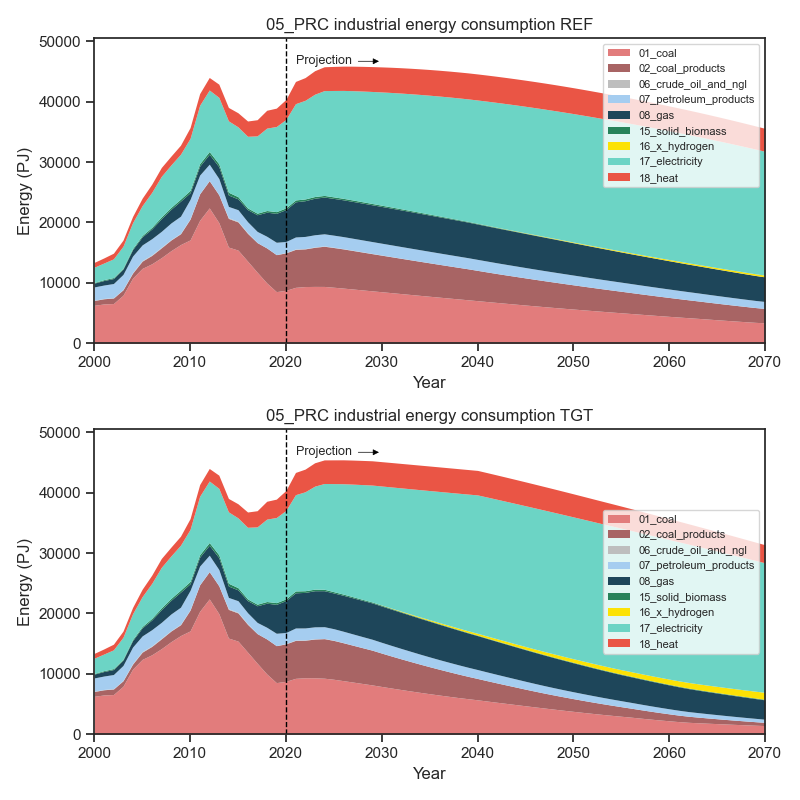 05_PRC industrial energy consumption REF
50000
40000
30000
20000
10000
0
Energy (PJ)
Projection
01_coal
02_coal_products
06_crude_oil_and_ngl
07_petroleum_products
08_gas
15_solid_biomass
16_x_hydrogen
17_electricity
18_heat
2000 2010 2020 2030 2040 2050 2060 2070
Year
05_PRC industrial energy consumption TGT
50000
40000
30000
20000
10000
0
Energy (PJ)
Projection
01_coal
02_coal_products
06_crude_oil_and_ngl
07_petroleum_products
08_gas
15_solid_biomass
16_x_hydrogen
17_electricity
18_heat
2000 2010 2020 2030 2040 2050 2060 2070
Year